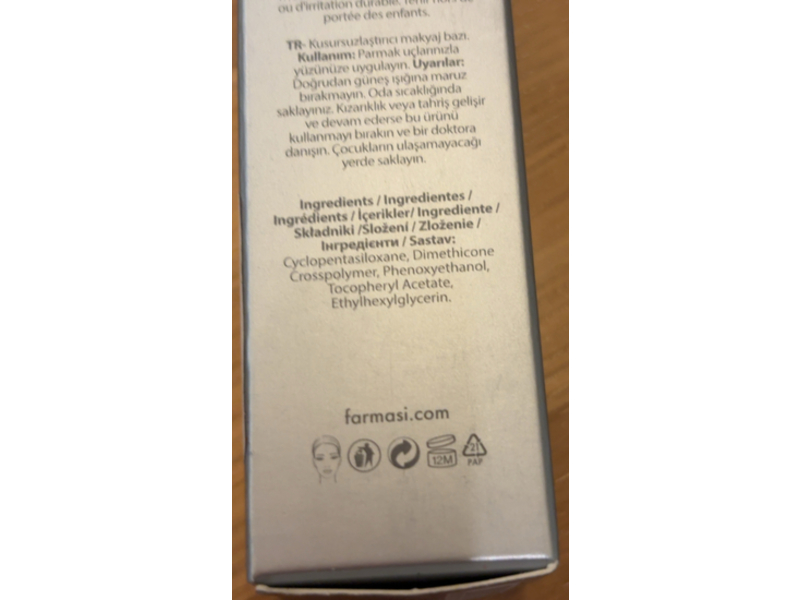 ou d'irritation durable. Tenir hors de
portée des enfants.
TR- Kusursuzlaştırıcı makyaj bazı.
Kullanım: Parmak uçlarınızla
yüzünüze uygulayın. Uyarılar:
Doğrudan güneş ışığına maruz
bırakmayın. Oda sıcaklığında
saklayınız. Kızarıklık veya tahriş gelişir
ve devam ederse bu ürünü
kullanmayı bırakın ve bir doktora
danışın. Çocukların ulaşamayacağı
yerde saklayın.
Ingredients / Ingredientes /
Ingrédients / İçerikler/ Ingrediente /
Składniki /Složení / Zloženie /
Інгредієнти / Sastav:
Cyclopentasiloxane, Dimethicone
Crosspolymer, Phenoxyethanol,
Tocopheryl Acetate,
Ethylhexylglycerin.
farmasi.com
12M
21
PAP